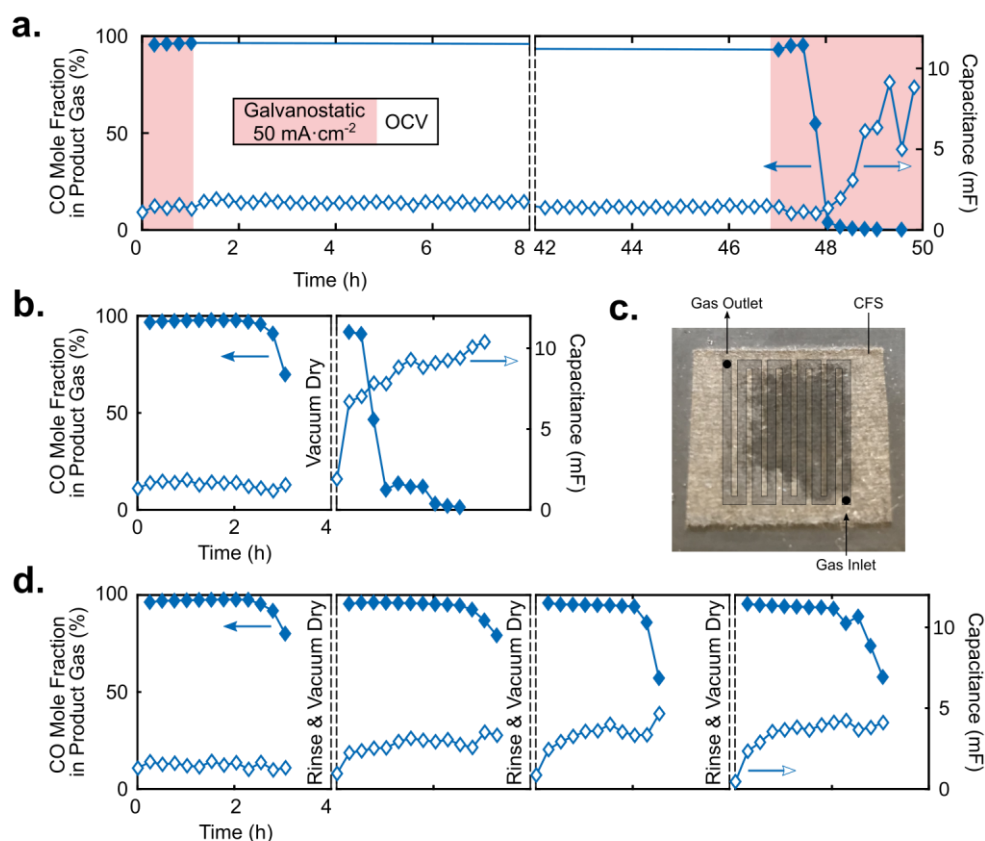 a.
CO Mole Fraction
in Product Gas (%)
100
50
0
Galvanostatic
50 mA·cm⁻²
OCV
10
5
0
Capacitance (mF)
0
2
4
6
8
42
44
46
48
50
Time (h)
b.
CO Mole Fraction
in Product Gas (%)
100
50
0
Vacuum Dry
10
5
0
Capacitance (mF)
0
2
4
Time (h)
c.
Gas Outlet
CFS
Gas Inlet
d.
CO Mole Fraction
in Product Gas (%)
100
50
0
Rinse & Vacuum Dry
Rinse & Vacuum Dry
Rinse & Vacuum Dry
10
5
0
Capacitance (mF)
0
2
4
Time (h)